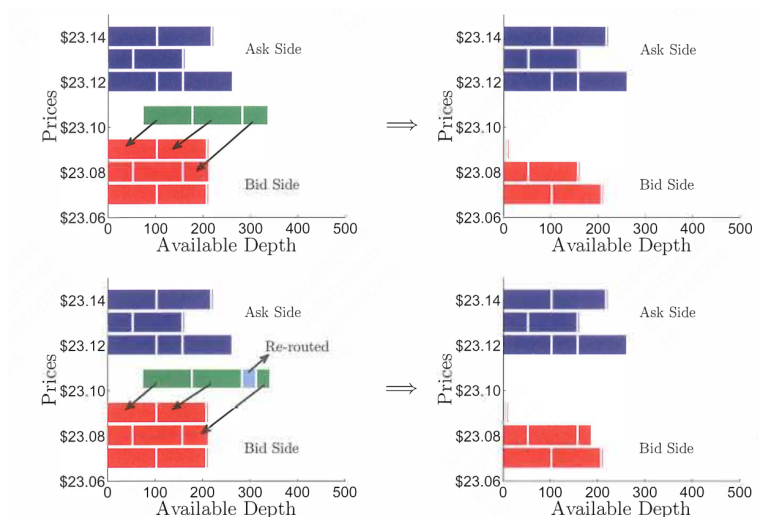 $23.14
Ask Side
$23.12
$23.10
Prices
$23.08
Bid Side
$23.06
0 100 200 300 400 500
Available Depth
⟹
$23.14
Ask Side
$23.12
$23.10
Prices
$23.08
Bid Side
$23.06
0 100 200 300 400 500
Available Depth
$23.14
Ask Side
$23.12
Re-routed
$23.10
Prices
$23.08
Bid Side
$23.06
0 100 200 300 400 500
Available Depth
⟹
$23.14
Ask Side
$23.12
$23.10
Prices
$23.08
Bid Side
$23.06
0 100 200 300 400 500
Available Depth